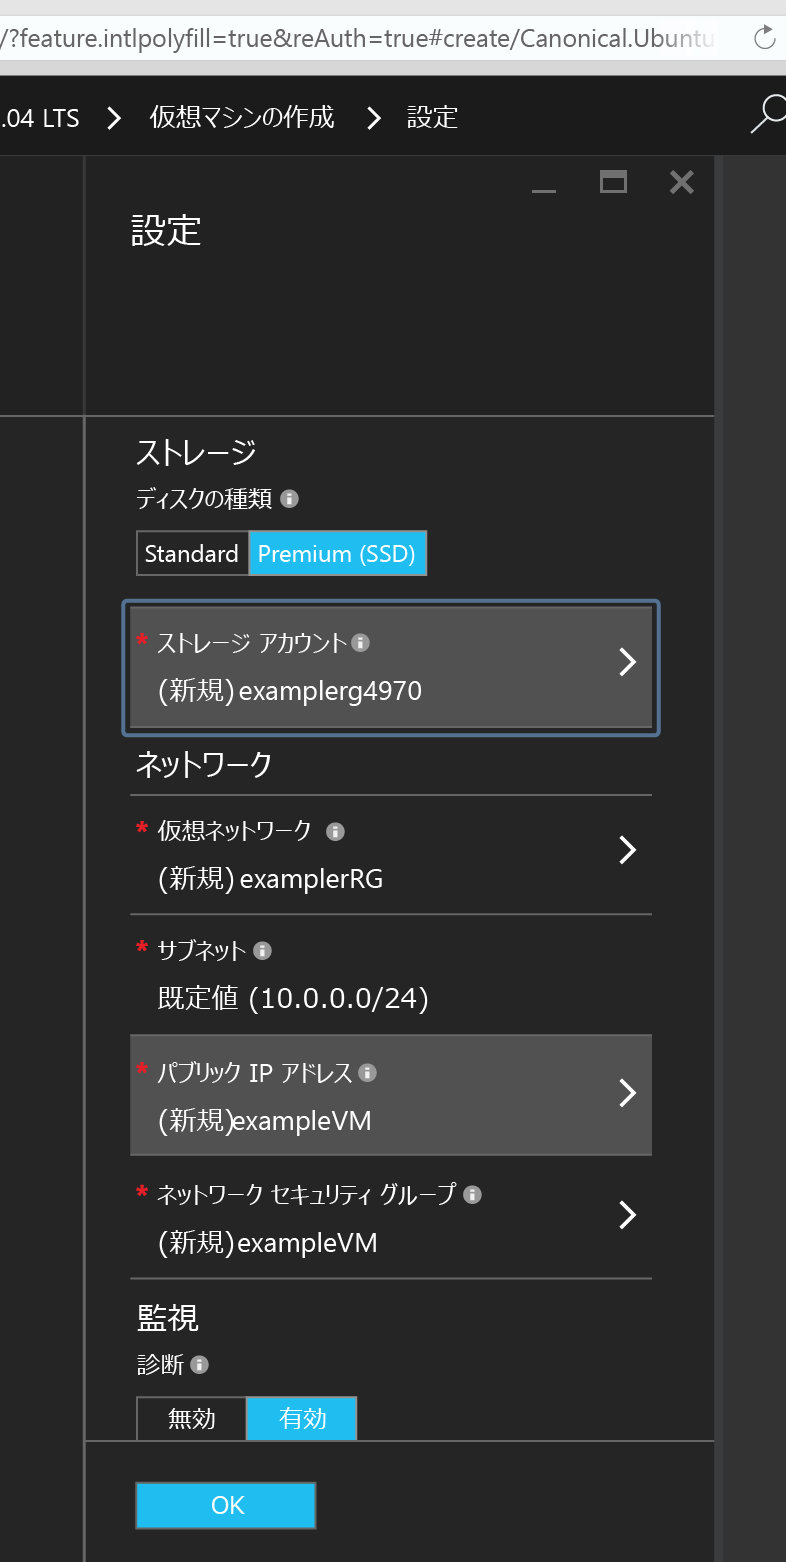 /?feature.intlpolyfill=true&reAuth=true#create/Canonical.Ubuntu
.04 LTS > 仮想マシンの作成 > 設定
設定
ストレージ
ディスクの種類
Standard Premium (SSD)
* ストレージ アカウント
(新規) examplerg4970
ネットワーク
* 仮想ネットワーク
(新規) examplerRG
* サブネット
既定値 (10.0.0.0/24)
* パブリック IP アドレス
(新規)exampleVM
* ネットワーク セキュリティ グループ
(新規)exampleVM
監視
診断
無効 有効
OK